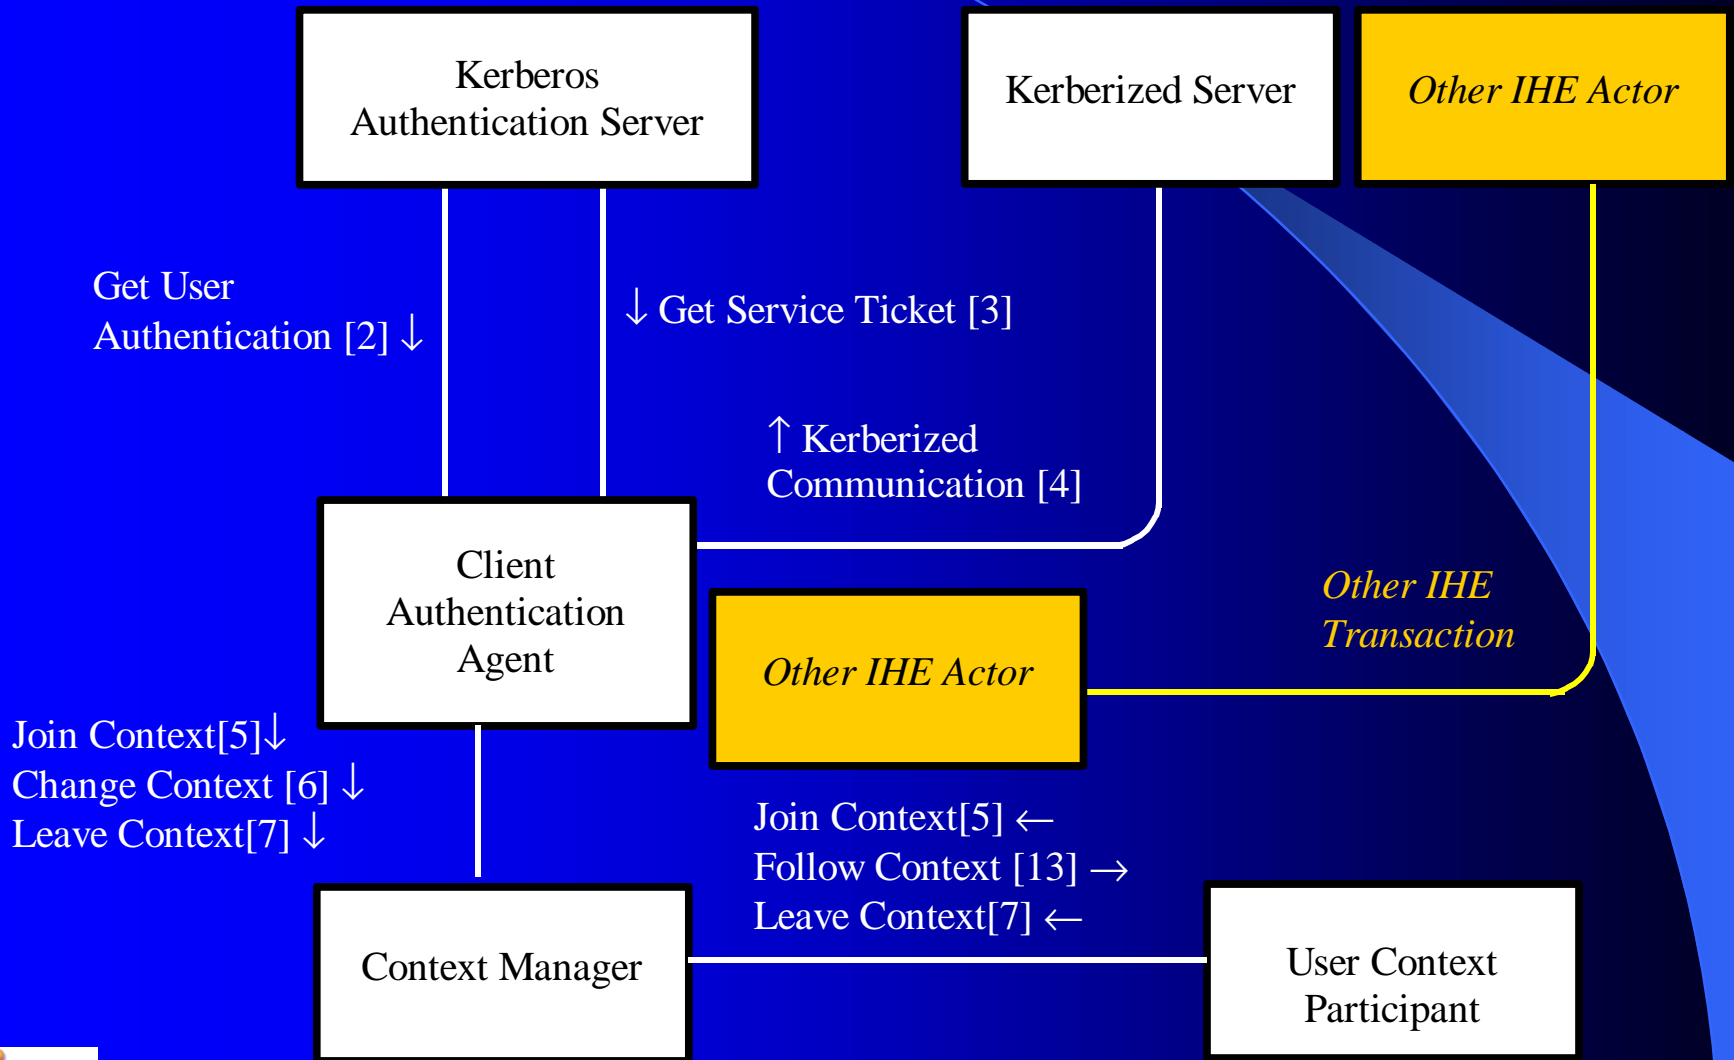 Kerberos
Authentication Server
Kerberized Server
Other IHE Actor
Get User
Authentication [2] ↓
↓ Get Service Ticket [3]
↑ Kerberized
Communication [4]
Client
Authentication
Agent
Other IHE Actor
Other IHE
Transaction
Join Context[5]↓
Change Context [6] ↓
Leave Context[7] ↓
Join Context[5] ←
Follow Context [13] →
Leave Context[7] ←
Context Manager
User Context
Participant